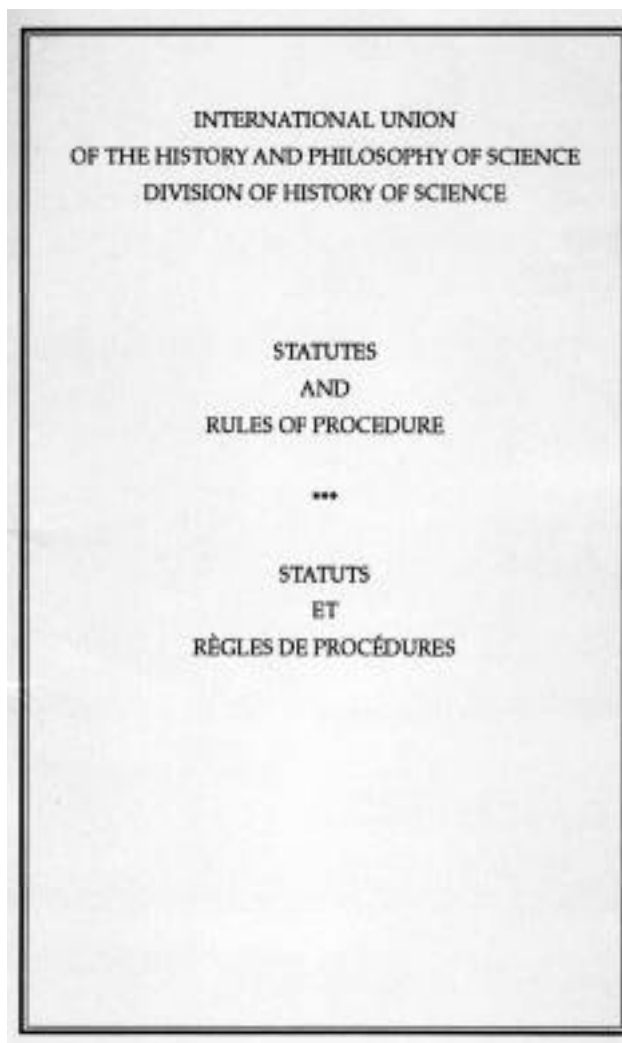 INTERNATIONAL UNION
OF THE HISTORY AND PHILOSOPHY OF SCIENCE
DIVISION OF HISTORY OF SCIENCE
STATUTES
AND
RULES OF PROCEDURE
•••
STATUTS
ET
RÈGLES DE PROCÉDURES